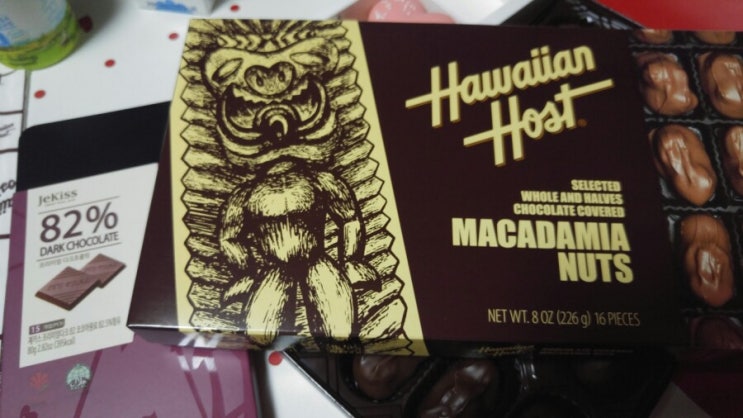 Hawaiian
Host®
SELECTED
WHOLE AND HALVES
CHOCOLATE COVERED
MACADAMIA
NUTS
NET WT. 8 OZ (226 g) 16 PIECES
JeKiss
82%
DARK CHOCOLATE